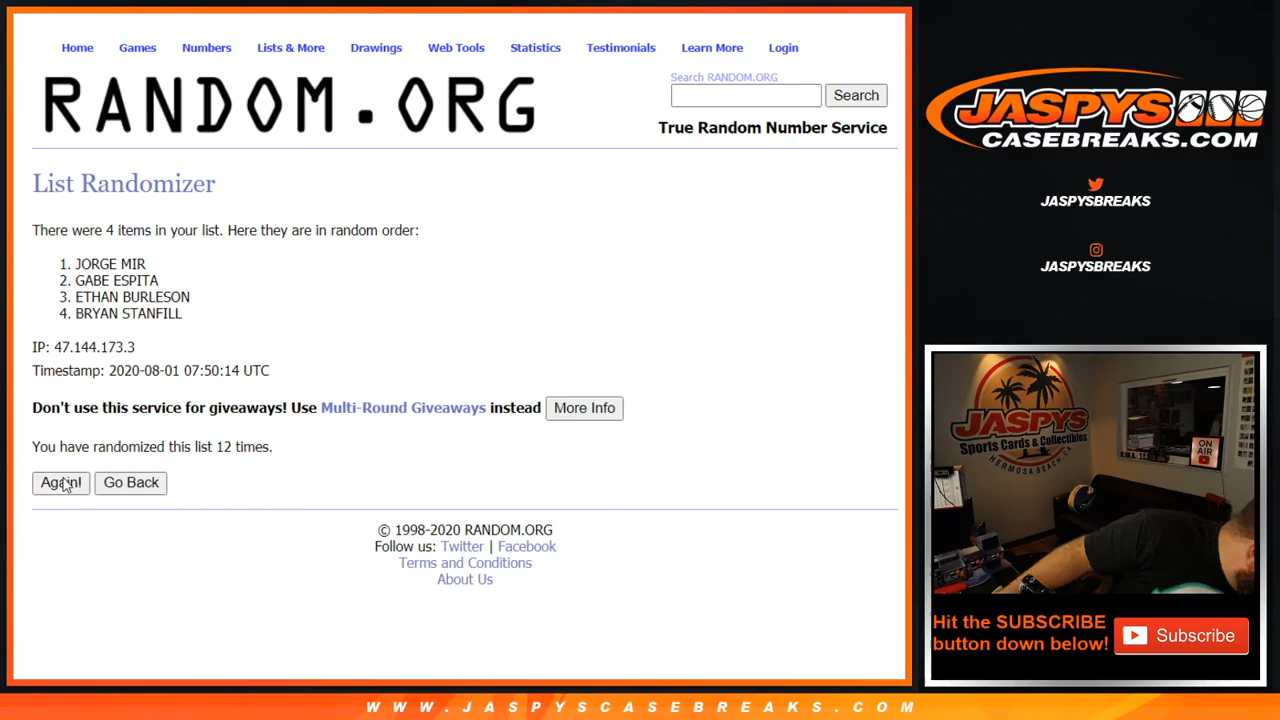 Home Games Numbers Lists & More Drawings Web Tools Statistics Testimonials Learn More Login
RANDOM.ORG
Search RANDOM.ORG
Search
True Random Number Service
List Randomizer
There were 4 items in your list. Here they are in random order:
1. JORGE MIR
2. GABE ESPITA
3. ETHAN BURLESON
4. BRYAN STANFILL
IP: 47.144.173.3
Timestamp: 2020-08-01 07:50:14 UTC
Don't use this service for giveaways! Use Multi-Round Giveaways instead More Info
You have randomized this list 12 times.
Again! Go Back
© 1998-2020 RANDOM.ORG
Follow us: Twitter | Facebook
Terms and Conditions
About Us
JASPYS
CASEBREAKS.COM
JASPYSBREAKS
JASPYSBREAKS
JASPYS
Sports Cards & Collectibles
HERMOSA BEACH, CA
ON
AIR
Hit the SUBSCRIBE
button down below!
Subscribe
WWW.JASPYSCASEBREAKS.COM